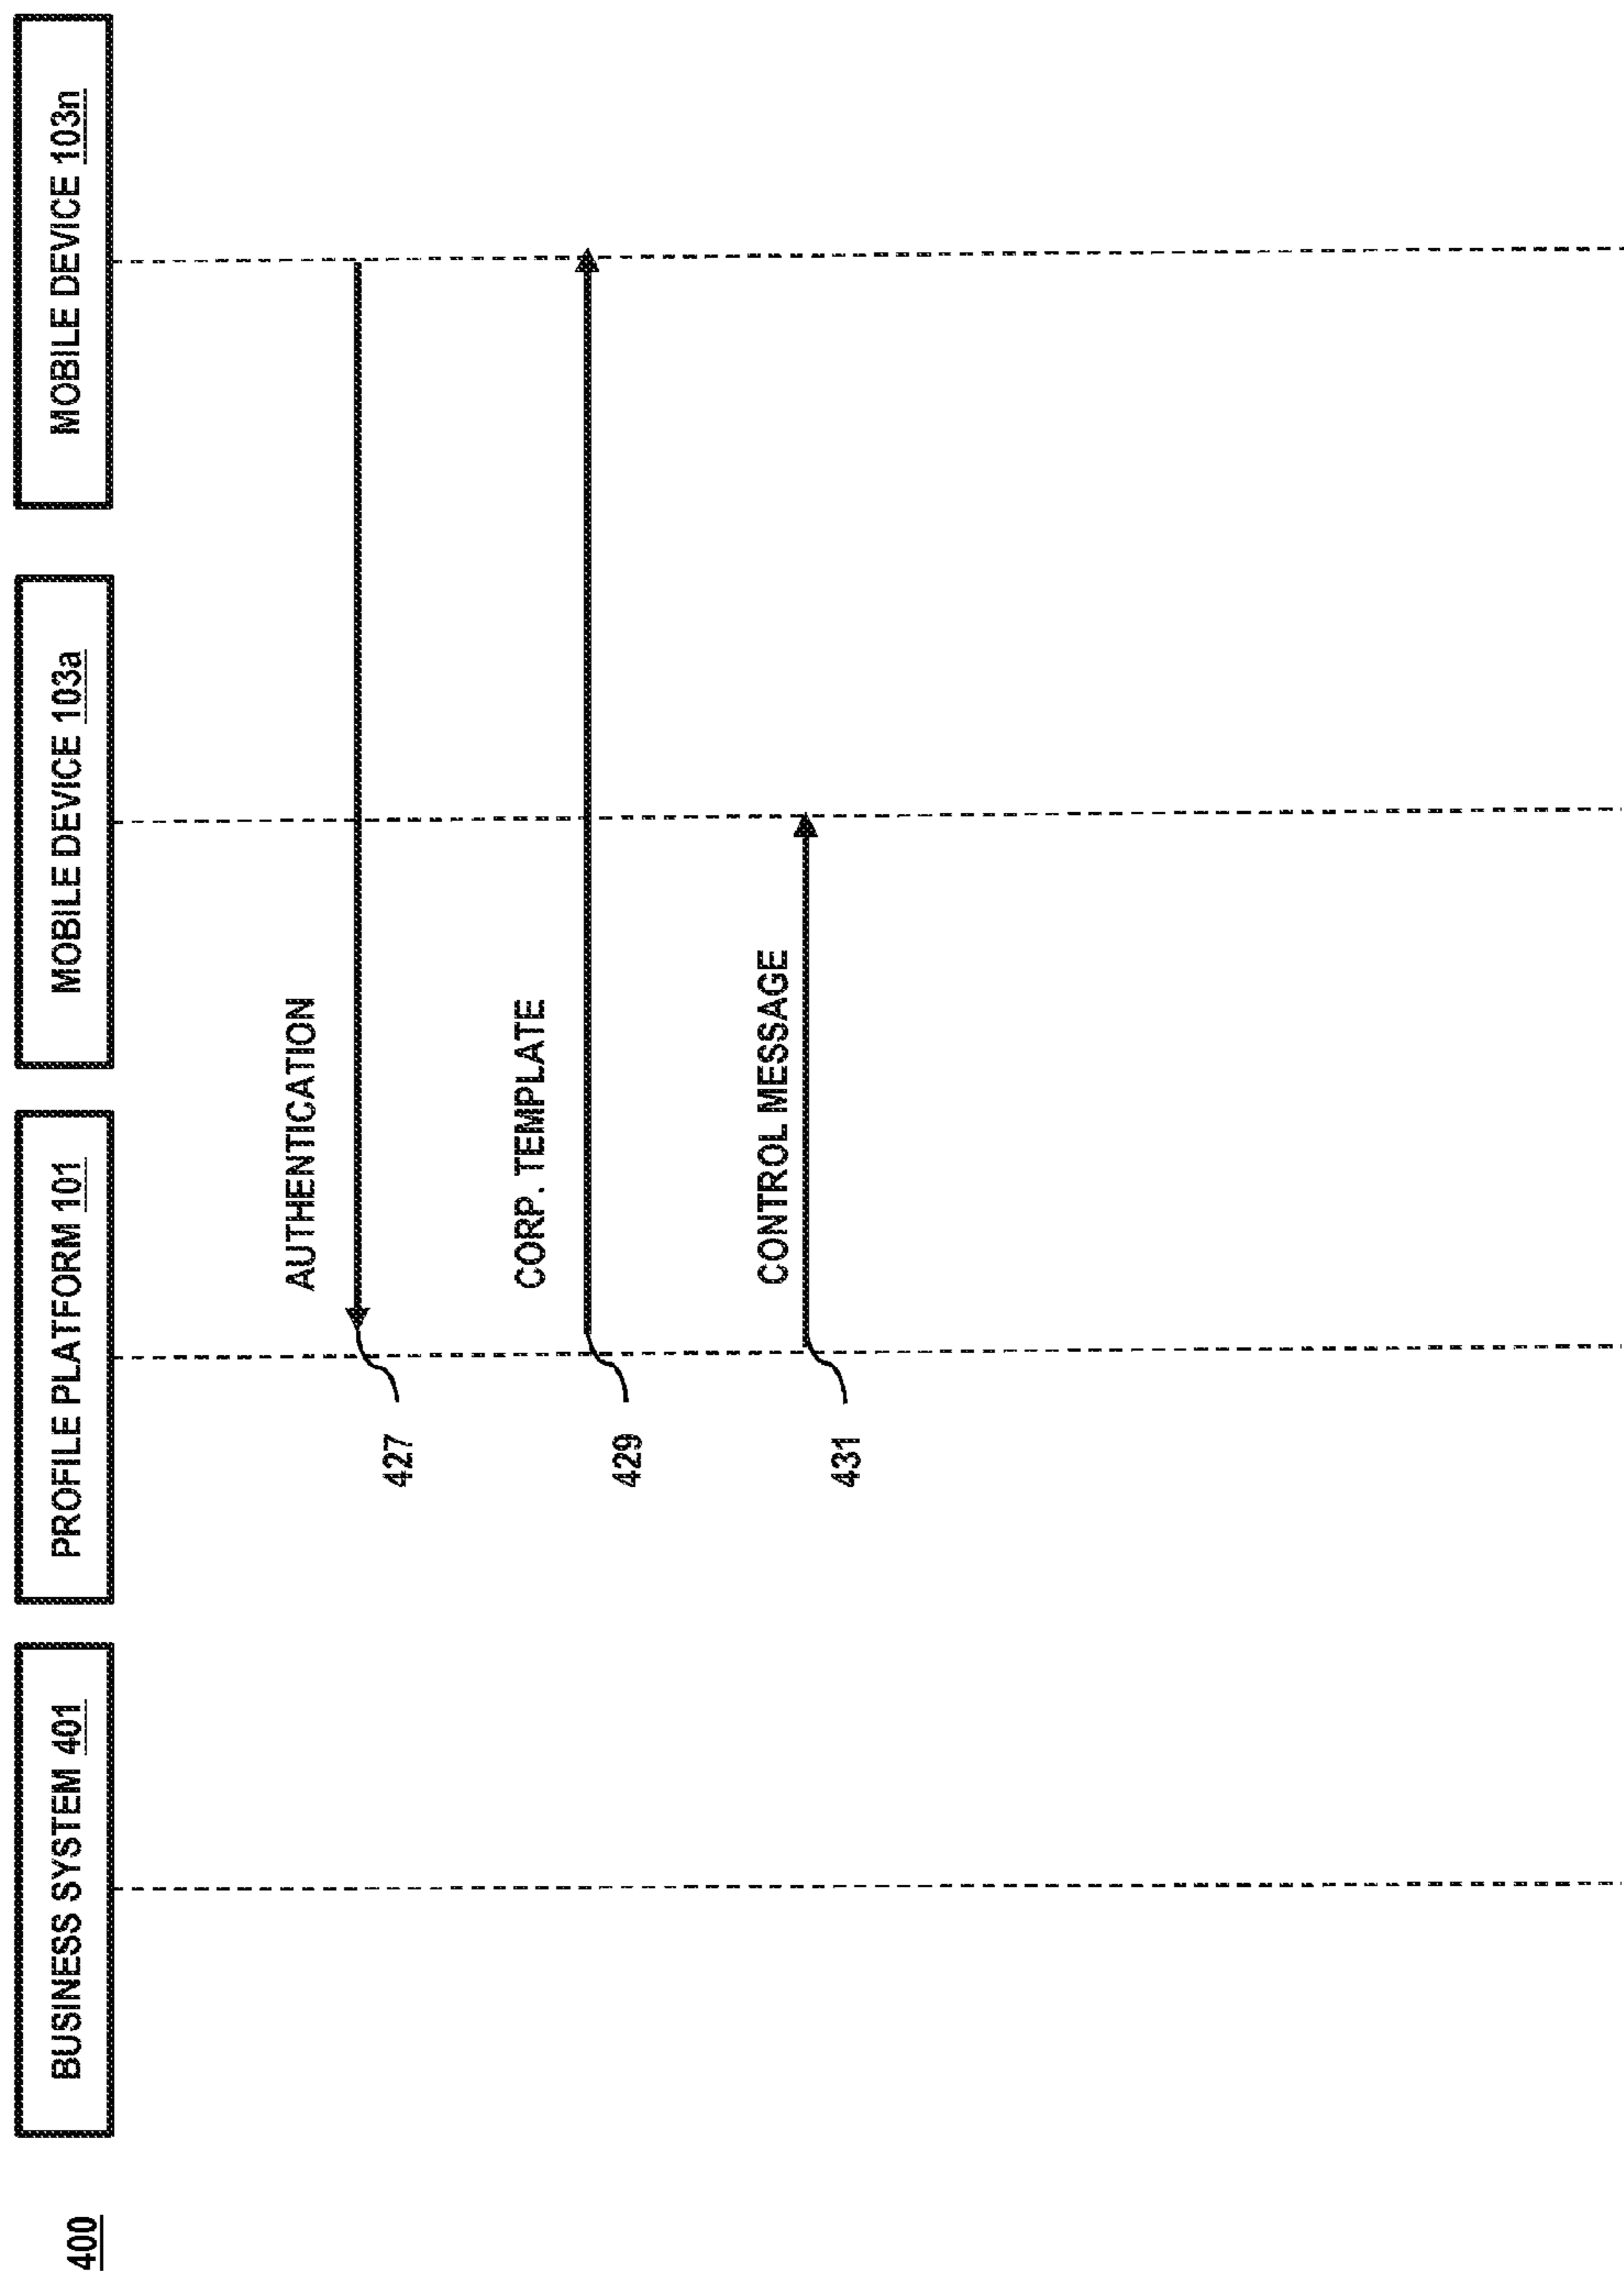 400
BUSINESS SYSTEM 401
PROFILE PLATFORM 101
MOBILE DEVICE 103a
MOBILE DEVICE 103n
AUTHENTICATION
427
CORP. TEMPLATE
429
CONTROL MESSAGE
431